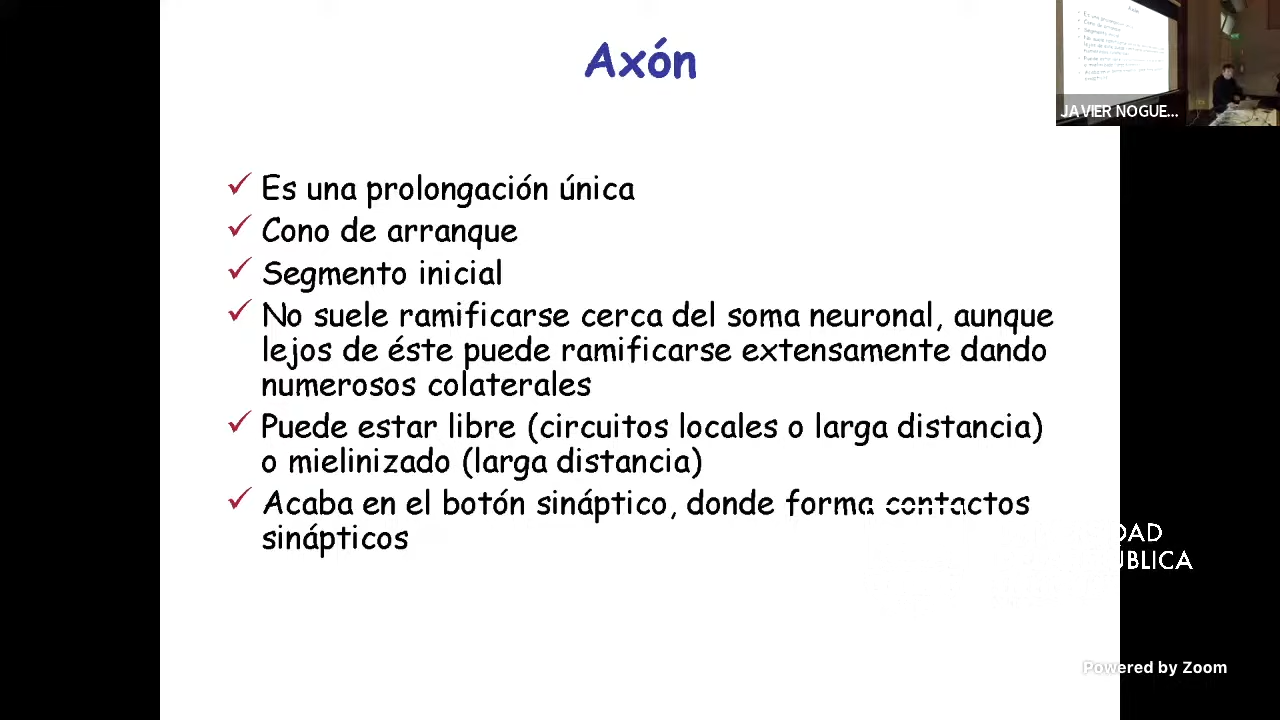 Axón
JAVIER NOGUE...
Es una prolongación única
Cono de arranque
Segmento inicial
No suele ramificarse cerca del soma neuronal, aunque
lejos de éste puede ramificarse extensamente dando
numerosos colaterales
Puede estar libre (circuitos locales o larga distancia)
o mielinizado (larga distancia)
Acaba en el botón sináptico, donde forma contactos
sinápticos
DAD
ÚBLICA
Powered by Zoom